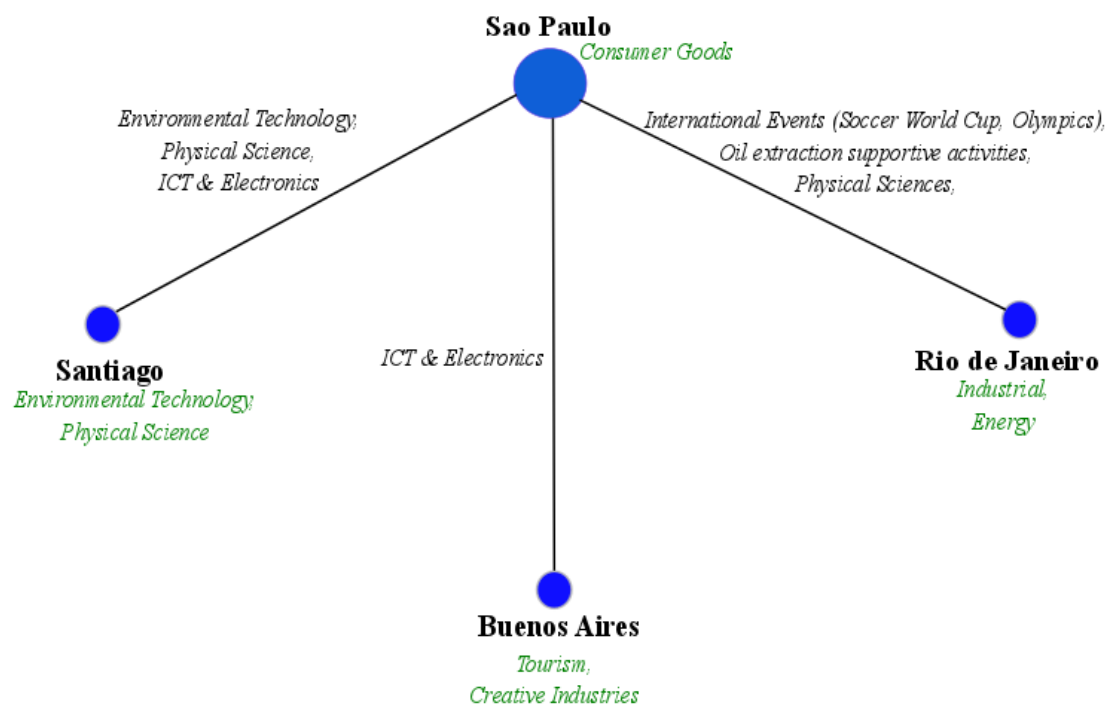 Sao Paulo
Consumer Goods
Environmental Technology,
Physical Science,
ICT & Electronics
International Events (Soccer World Cup, Olympics),
Oil extraction supportive activities,
Physical Sciences,
ICT & Electronics
Santiago
Environmental Technology,
Physical Science
Rio de Janeiro
Industrial,
Energy
Buenos Aires
Tourism,
Creative Industries